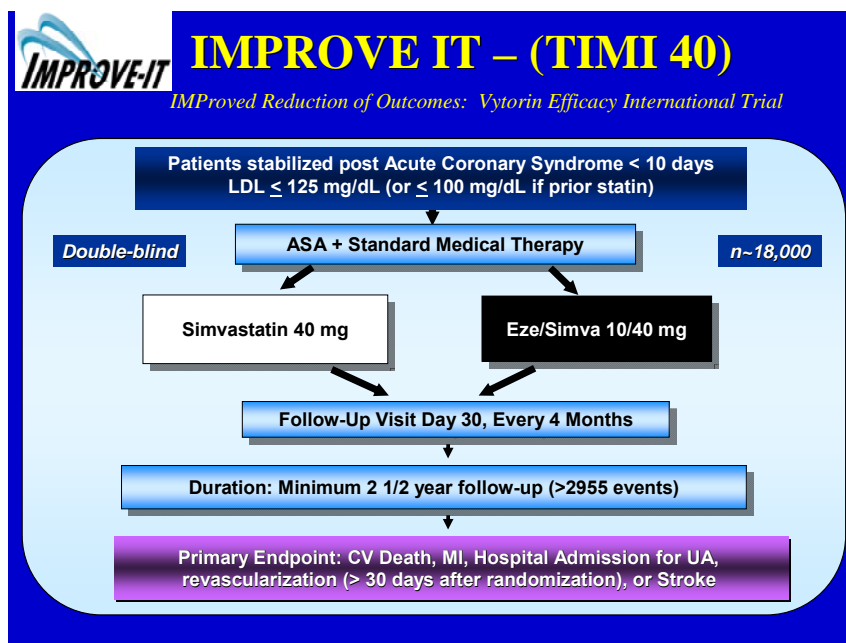 IMPROVE-IT
IMPROVE IT – (TIMI 40)
IMProved Reduction of Outcomes: Vytorin Efficacy International Trial
Patients stabilized post Acute Coronary Syndrome < 10 days
LDL ≤ 125 mg/dL (or ≤ 100 mg/dL if prior statin)
Double-blind
ASA + Standard Medical Therapy
n~18,000
Simvastatin 40 mg
Eze/Simva 10/40 mg
Follow-Up Visit Day 30, Every 4 Months
Duration: Minimum 2 1/2 year follow-up (>2955 events)
Primary Endpoint: CV Death, MI, Hospital Admission for UA,
revascularization (> 30 days after randomization), or Stroke